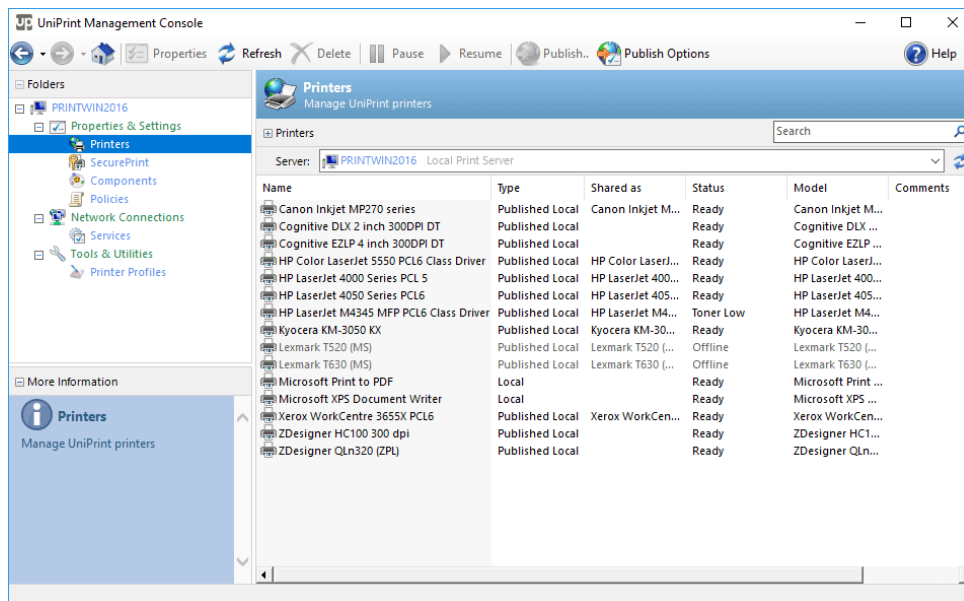 UP UniPrint Management Console
Properties Refresh Delete Pause Resume Publish.. Publish Options Help
Folders
PRINTWIN2016
Properties & Settings
Printers
SecurePrint
Components
Policies
Network Connections
Services
Tools & Utilities
Printer Profiles
More Information
Printers
Manage UniPrint printers
Printers
Manage UniPrint printers
Printers Search
Server: PRINTWIN2016 Local Print Server
Name Type Shared as Status Model Comments
Canon Inkjet MP270 series Published Local Canon Inkjet M... Ready Canon Inkjet M...
Cognitive DLX 2 inch 300DPI DT Published Local Ready Cognitive DLX ...
Cognitive EZLP 4 inch 300DPI DT Published Local Ready Cognitive EZLP ...
HP Color LaserJet 5550 PCL6 Class Driver Published Local HP Color LaserJ... Ready HP Color LaserJ...
HP LaserJet 4000 Series PCL 5 Published Local HP LaserJet 400... Ready HP LaserJet 400...
HP LaserJet 4050 Series PCL6 Published Local HP LaserJet 405... Ready HP LaserJet 405...
HP LaserJet M4345 MFP PCL6 Class Driver Published Local HP LaserJet M4... Toner Low HP LaserJet M4...
Kyocera KM-3050 KX Published Local Kyocera KM-30... Ready Kyocera KM-30...
Lexmark T520 (MS) Published Local Lexmark T520 (... Offline Lexmark T520 (...
Lexmark T630 (MS) Published Local Lexmark T630 (... Offline Lexmark T630 (...
Microsoft Print to PDF Local Ready Microsoft Print ...
Microsoft XPS Document Writer Local Ready Microsoft XPS ...
Xerox WorkCentre 3655X PCL6 Published Local Xerox WorkCen... Ready Xerox WorkCen...
ZDesigner HC100 300 dpi Published Local Ready ZDesigner HC1...
ZDesigner QLn320 (ZPL) Published Local Ready ZDesigner QLn...